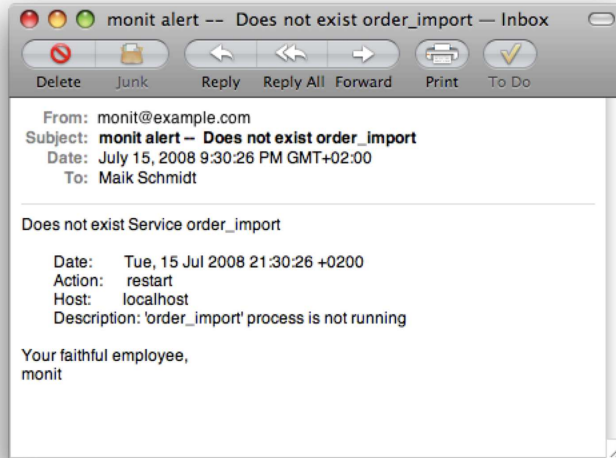 monit alert -- Does not exist order_import — Inbox
Delete Junk Reply Reply All Forward Print To Do
From: monit@example.com
Subject: monit alert -- Does not exist order_import
Date: July 15, 2008 9:30:26 PM GMT+02:00
To: Maik Schmidt
Does not exist Service order_import
Date: Tue, 15 Jul 2008 21:30:26 +0200
Action: restart
Host: localhost
Description: 'order_import' process is not running
Your faithful employee,
monit